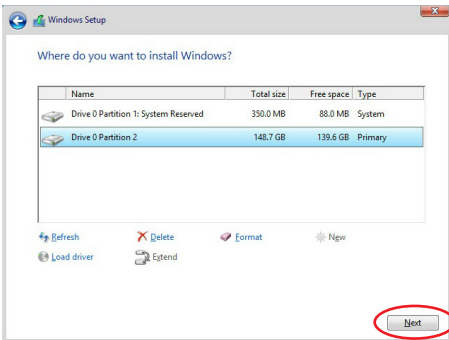 Windows Setup
Where do you want to install Windows?
Name Total size Free space Type
Drive 0 Partition 1: System Reserved 350.0 MB 88.0 MB System
Drive 0 Partition 2 148.7 GB 139.6 GB Primary
Refresh Delete Format New
Load driver Extend
Next